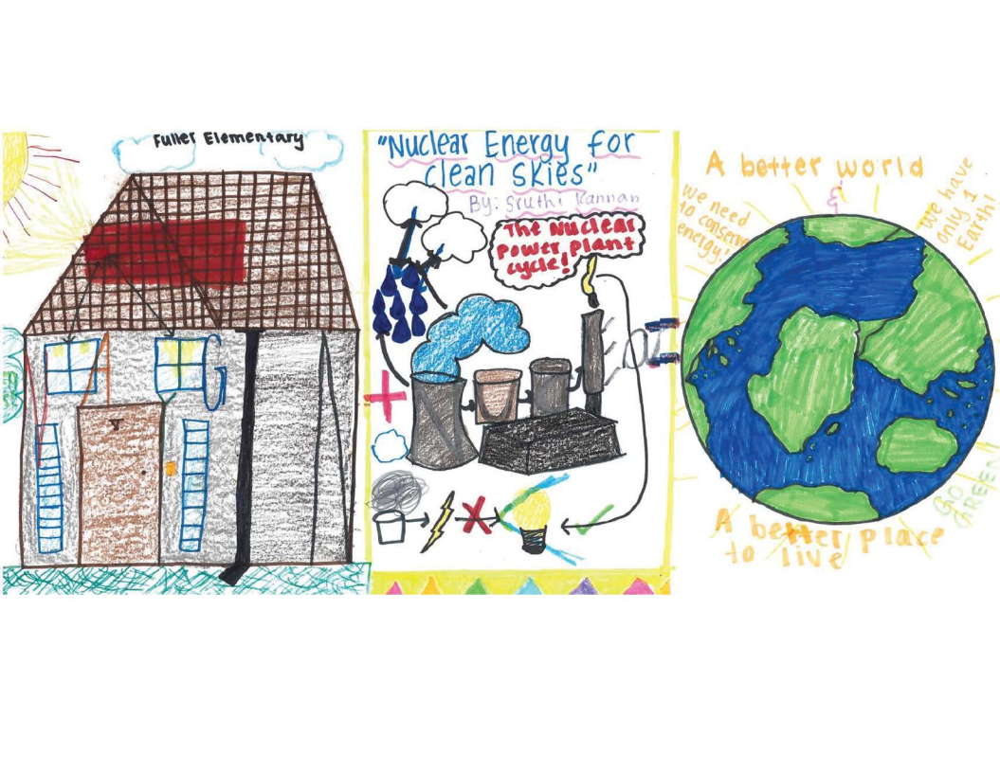 Fuller Elementary
"Nuclear Energy for
clean skies"
By: Sruthi Kannan
The Nuclear
Power plant
cycle!
A better world
We need
to conserve
energy!
We have
only 1
Earth!
GO
GREEN!
A better place
to live